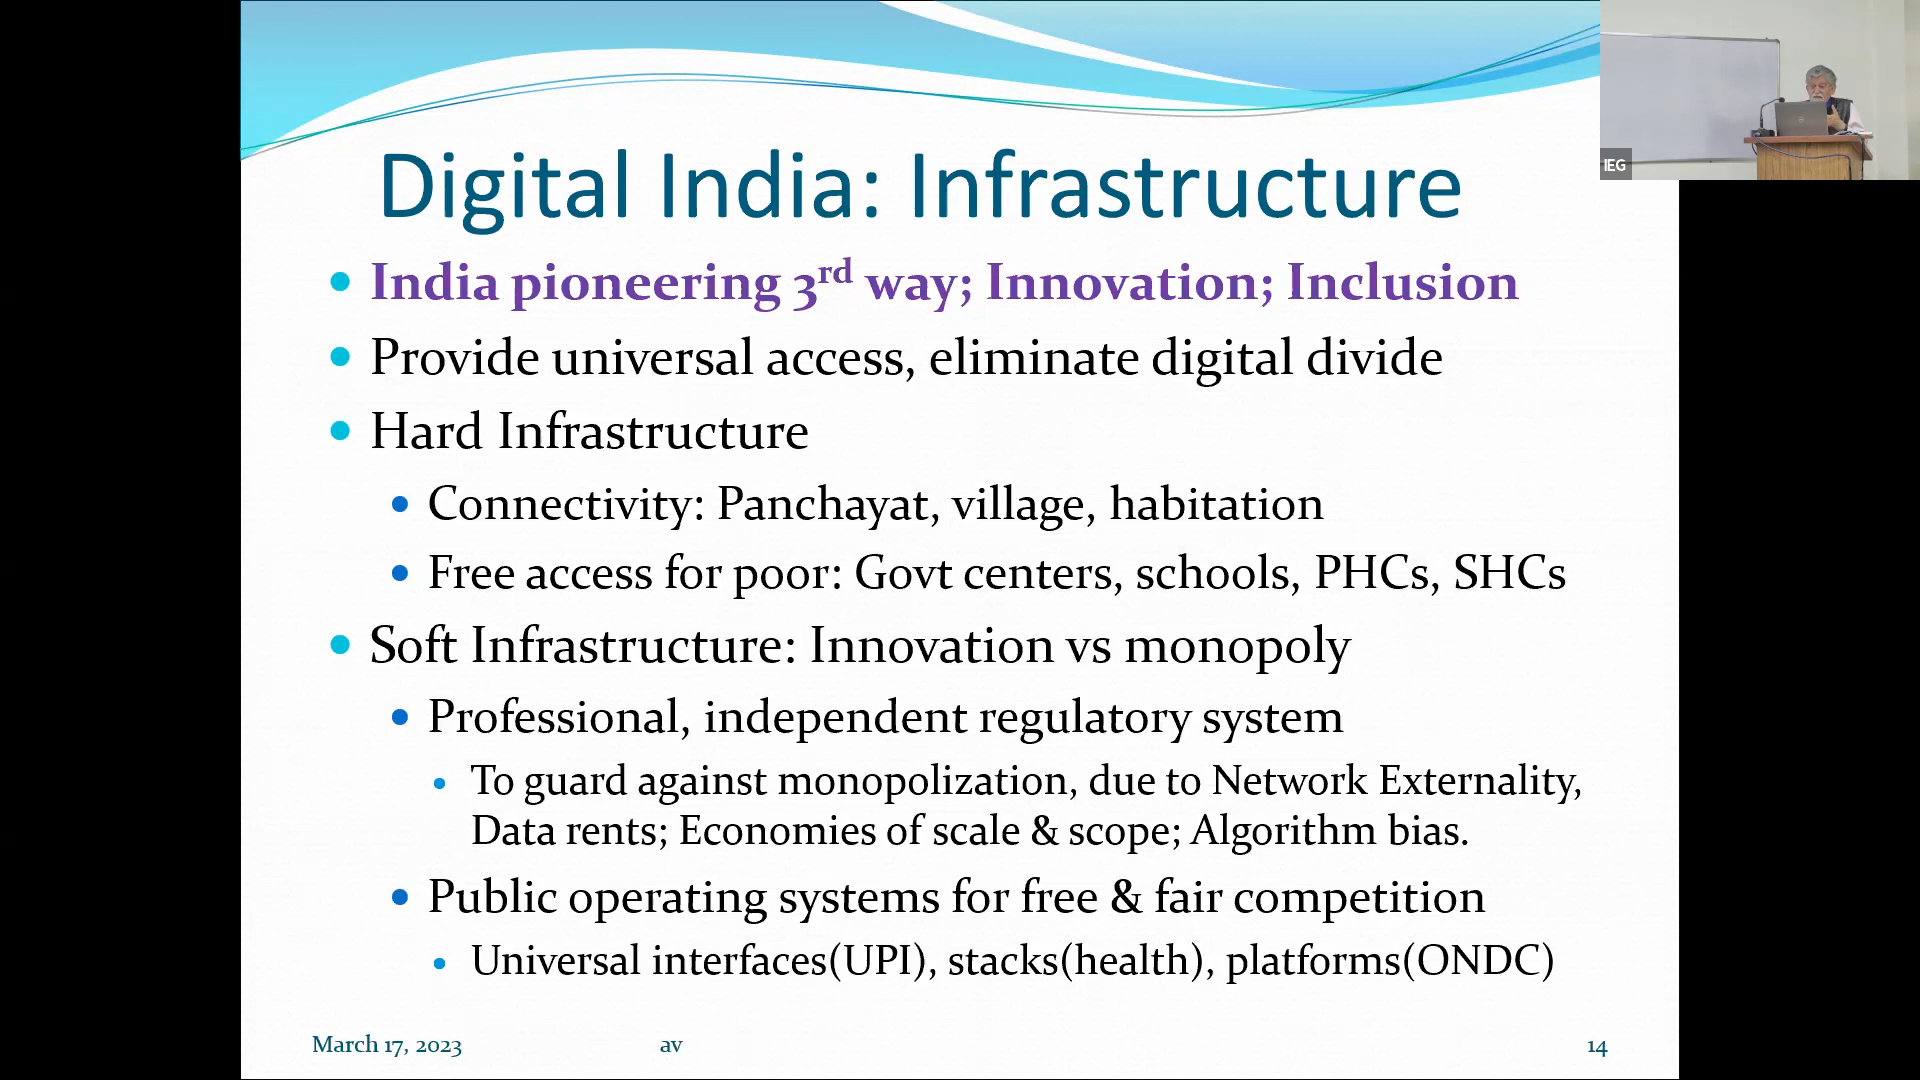 IEG
Digital India: Infrastructure
India pioneering 3rd way; Innovation; Inclusion
Provide universal access, eliminate digital divide
Hard Infrastructure
Connectivity: Panchayat, village, habitation
Free access for poor: Govt centers, schools, PHCs, SHCs
Soft Infrastructure: Innovation vs monopoly
Professional, independent regulatory system
To guard against monopolization, due to Network Externality,
Data rents; Economies of scale & scope; Algorithm bias.
Public operating systems for free & fair competition
Universal interfaces(UPI), stacks(health), platforms(ONDC)
March 17, 2023
av
14